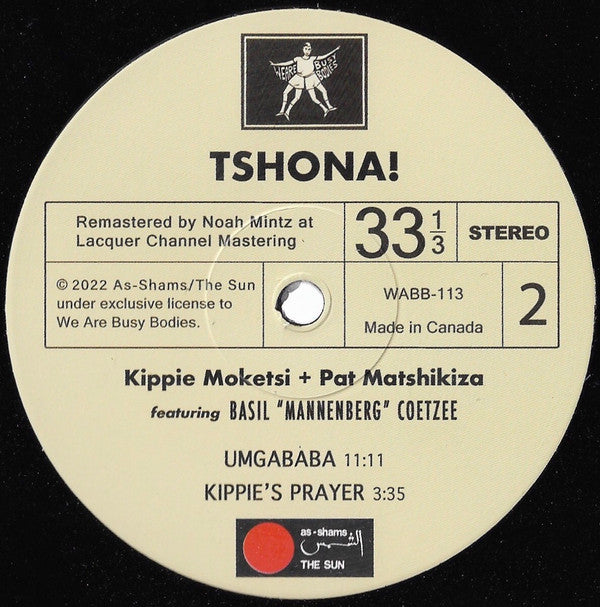 WE ARE BUSY BODIES
TSHONA!
Remastered by Noah Mintz at
Lacquer Channel Mastering
33 1/3
STEREO
© 2022 As-Shams/The Sun
under exclusive license to
We Are Busy Bodies.
WABB-113
Made in Canada
2
Kippie Moketsi + Pat Matshikiza
featuring BASIL "MANNENBERG" COETZEE
UMGABABA 11:11
KIPPIE'S PRAYER 3:35
as-shams
الشمس
THE SUN